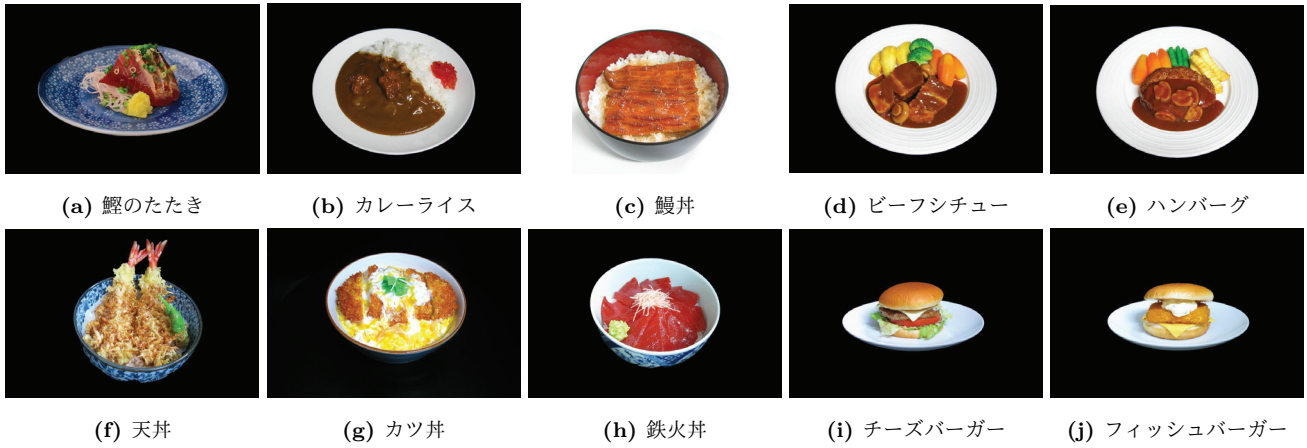 (a) 鰹のたたき
(b) カレーライス
(c) 鰻丼
(d) ビーフシチュー
(e) ハンバーグ
(f) 天丼
(g) カツ丼
(h) 鉄火丼
(i) チーズバーガー
(j) フィッシュバーガー